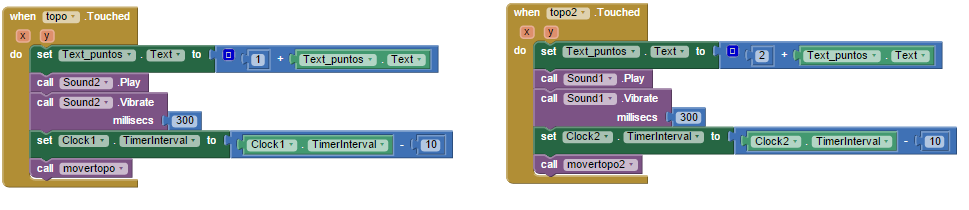 when topo .Touched
x y
do set Text_puntos . Text to 1 + Text_puntos . Text
call Sound2 .Play
call Sound2 .Vibrate
millisecs 300
set Clock1 . TimerInterval to Clock1 . TimerInterval - 10
call movertopo
when topo2 .Touched
x y
do set Text_puntos . Text to 2 + Text_puntos . Text
call Sound1 .Play
call Sound1 .Vibrate
millisecs 300
set Clock2 . TimerInterval to Clock2 . TimerInterval - 10
call movertopo2